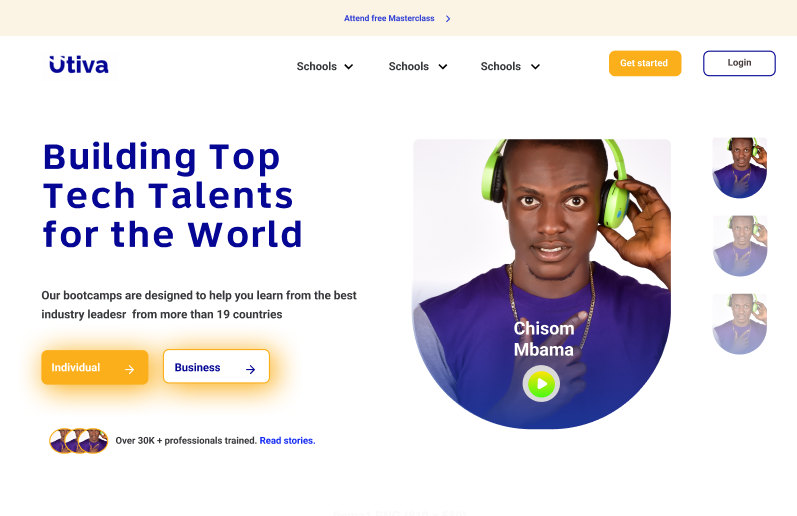 Attend free Masterclass
Utiva
Schools
Schools
Schools
Get started
Login
Building Top
Tech Talents
for the World
Our bootcamps are designed to help you learn from the best
industry leadesr from more than 19 countries
Individual
Business
Chisom
Mbama
Over 30K + professionals trained. Read stories.